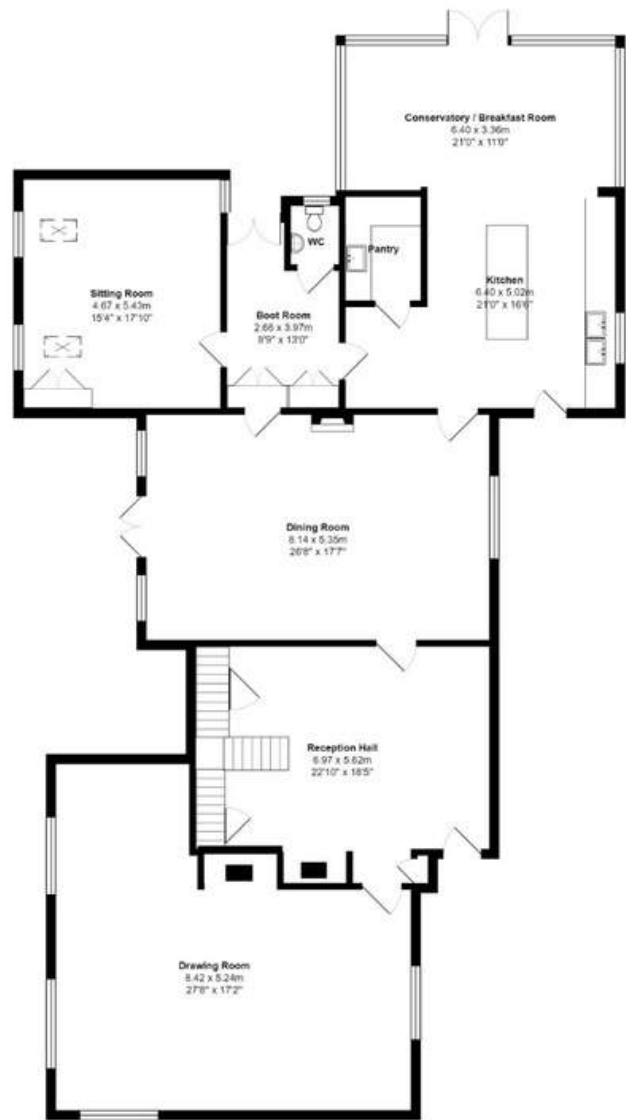 Conservatory / Breakfast Room
6.40 x 3.36m
21'0" x 11'0"
WC
Pantry
Kitchen
6.40 x 5.02m
21'0" x 16'6"
Sitting Room
4.67 x 5.43m
15'4" x 17'10"
Boot Room
2.66 x 3.97m
8'9" x 13'0"
Dining Room
8.14 x 5.35m
26'8" x 17'7"
Reception Hall
6.97 x 5.62m
22'10" x 18'5"
Drawing Room
8.42 x 5.24m
27'8" x 17'2"